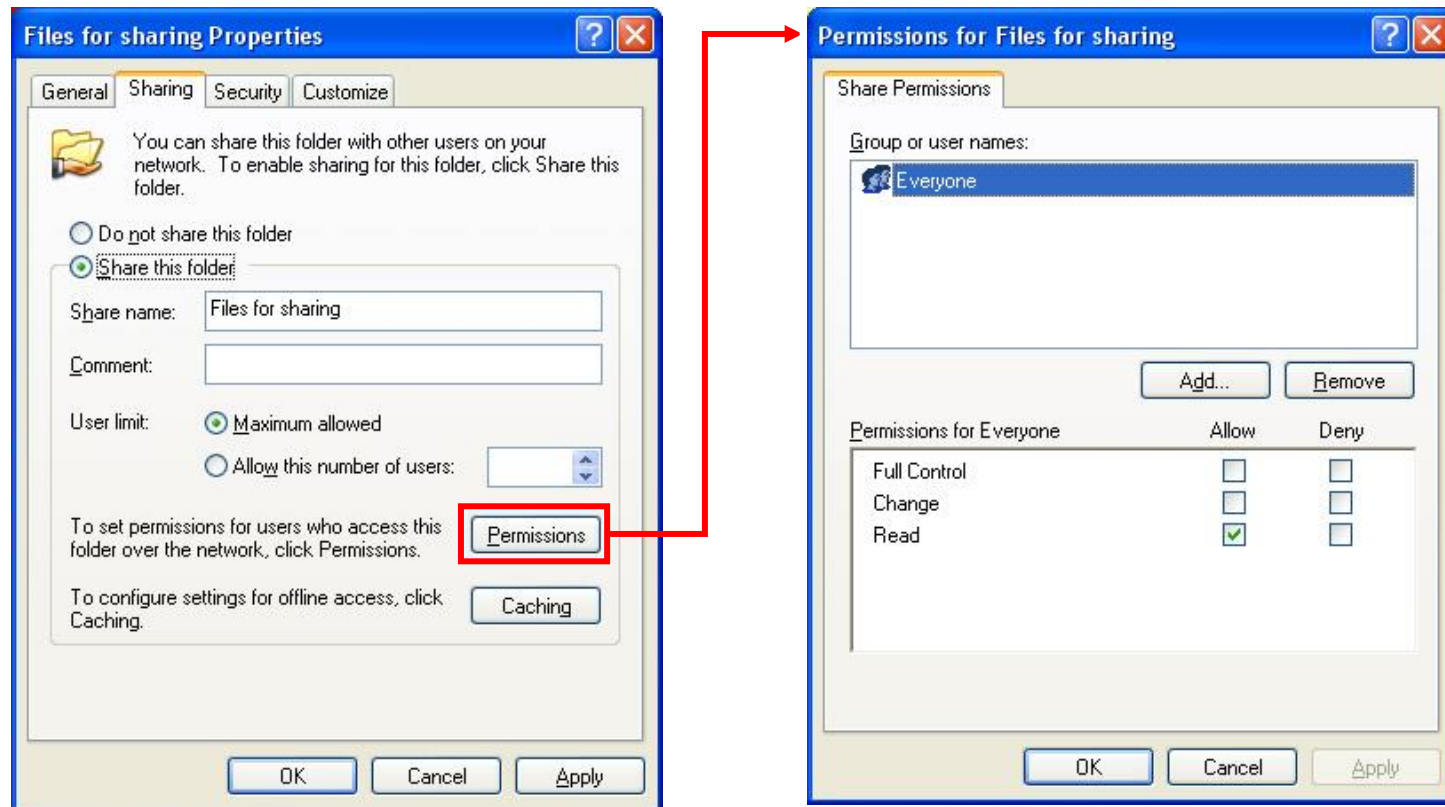 Files for sharing Properties
General Sharing Security Customize
You can share this folder with other users on your
network. To enable sharing for this folder, click Share this
folder.
Do not share this folder
Share this folder
Share name: Files for sharing
Comment:
User limit: Maximum allowed
Allow this number of users:
To set permissions for users who access this
folder over the network, click Permissions.
Permissions
To configure settings for offline access, click
Caching.
Caching
OK Cancel Apply
Permissions for Files for sharing
Share Permissions
Group or user names:
Everyone
Add... Remove
Permissions for Everyone Allow Deny
Full Control
Change
Read
OK Cancel Apply